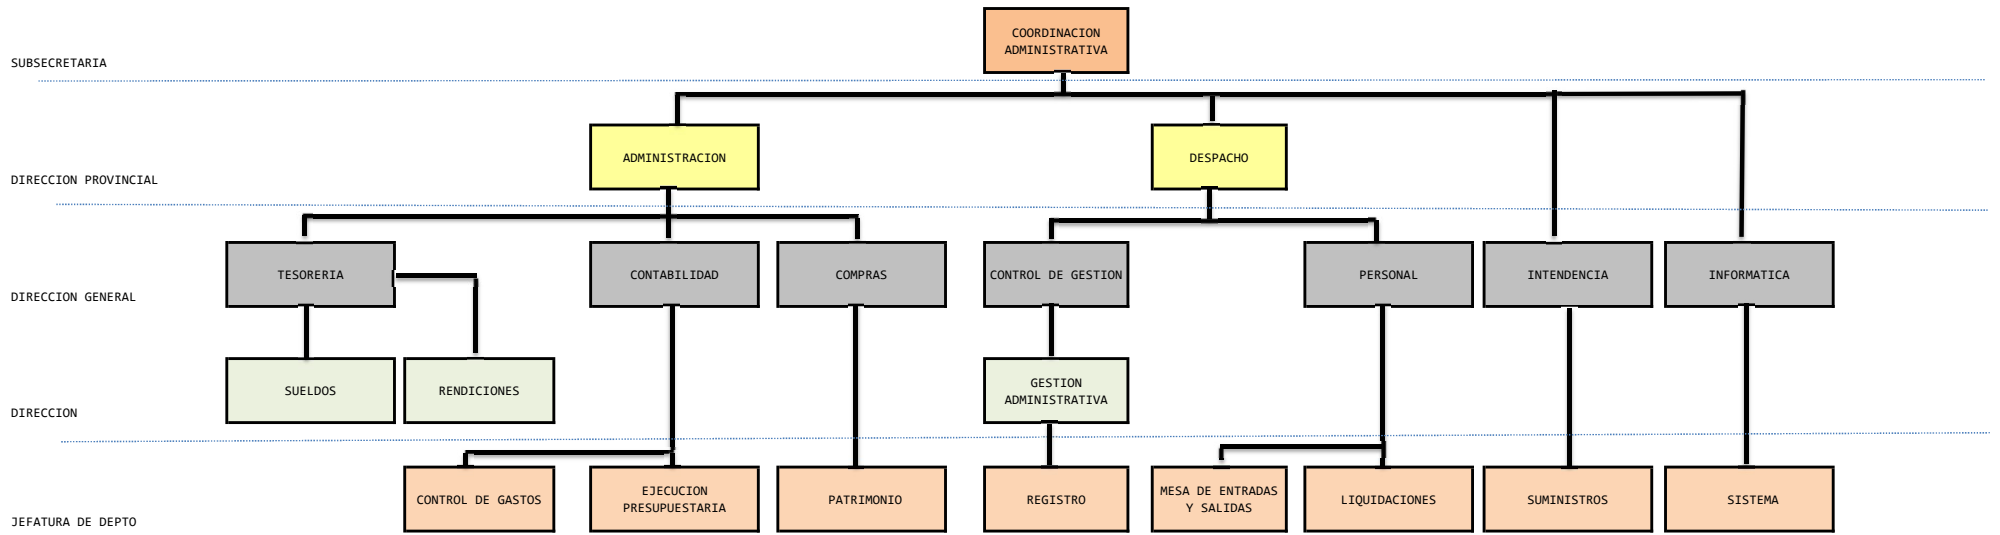 COORDINACION
ADMINISTRATIVA
SUBSECRETARIA
ADMINISTRACION
DESPACHO
DIRECCION PROVINCIAL
TESORERIA
CONTABILIDAD
COMPRAS
CONTROL DE GESTION
PERSONAL
INTENDENCIA
INFORMATICA
DIRECCION GENERAL
SUELDOS
RENDICIONES
GESTION
ADMINISTRATIVA
DIRECCION
CONTROL DE GASTOS
EJECUCION
PRESUPUESTARIA
PATRIMONIO
REGISTRO
MESA DE ENTRADAS
Y SALIDAS
LIQUIDACIONES
SUMINISTROS
SISTEMA
JEFATURA DE DEPTO